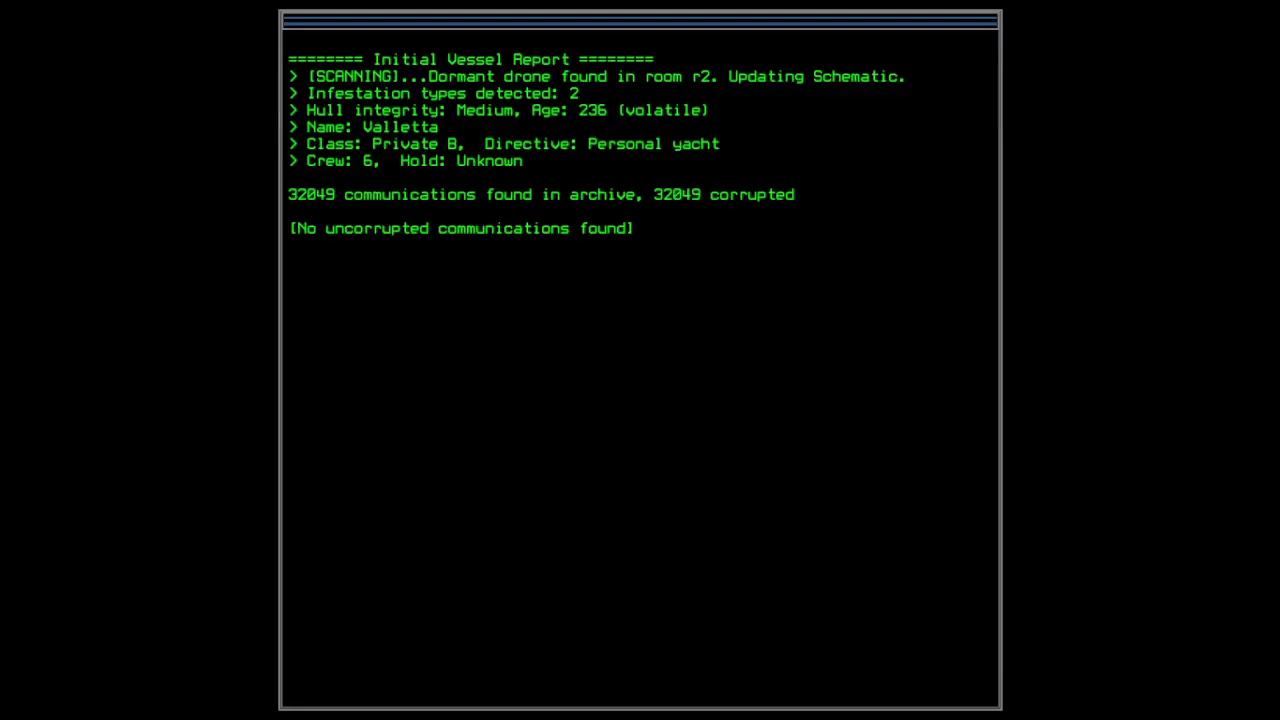 ======== Initial Vessel Report ========
> [SCANNING]...Dormant drone found in room r2. Updating Schematic.
> Infestation types detected: 2
> Hull integrity: Medium, Age: 236 (volatile)
> Name: Valletta
> Class: Private B,  Directive: Personal yacht
> Crew: 6,  Hold: Unknown
32049 communications found in archive, 32049 corrupted
[No uncorrupted communications found]